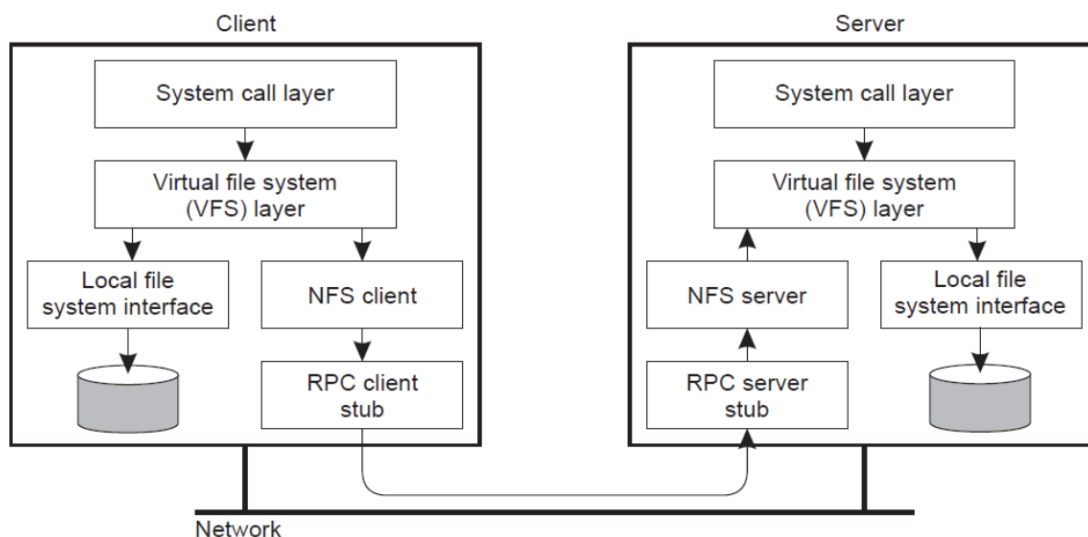 Client
System call layer
Virtual file system
(VFS) layer
Local file
system interface
NFS client
RPC client
stub
Server
System call layer
Virtual file system
(VFS) layer
NFS server
Local file
system interface
RPC server
stub
Network